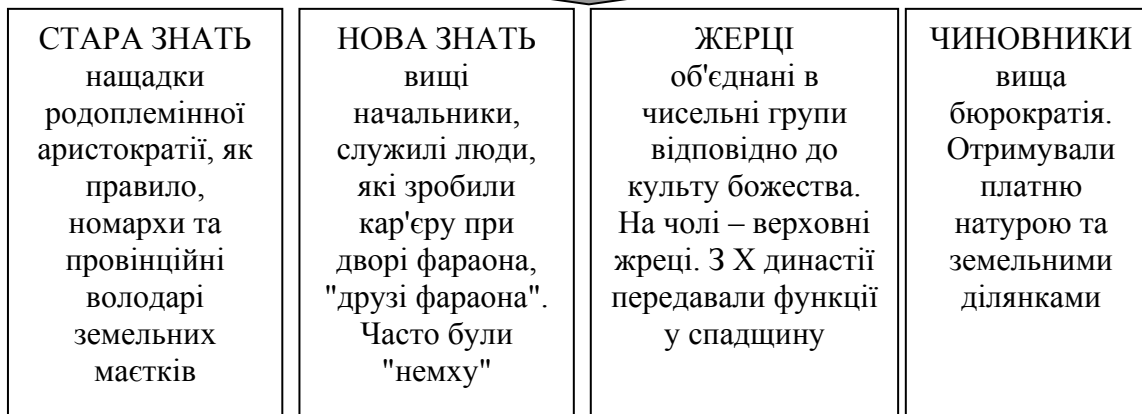 СТАРА ЗНАТЬ
нащадки
родоплемінної
аристократії, як
правило,
номархи та
провінційні
володарі
земельних
маєтків
НОВА ЗНАТЬ
вищі
начальники,
служилі люди,
які зробили
кар'єру при
дворі фараона,
"друзі фараона".
Часто були
"немху"
ЖЕРЦІ
об'єднані в
чисельні групи
відповідно до
культу божества.
На чолі – верховні
жреці. З X династії
передавали функції
у спадщину
ЧИНОВНИКИ
вища
бюрократія.
Отримували
платню
натурою та
земельними
ділянками